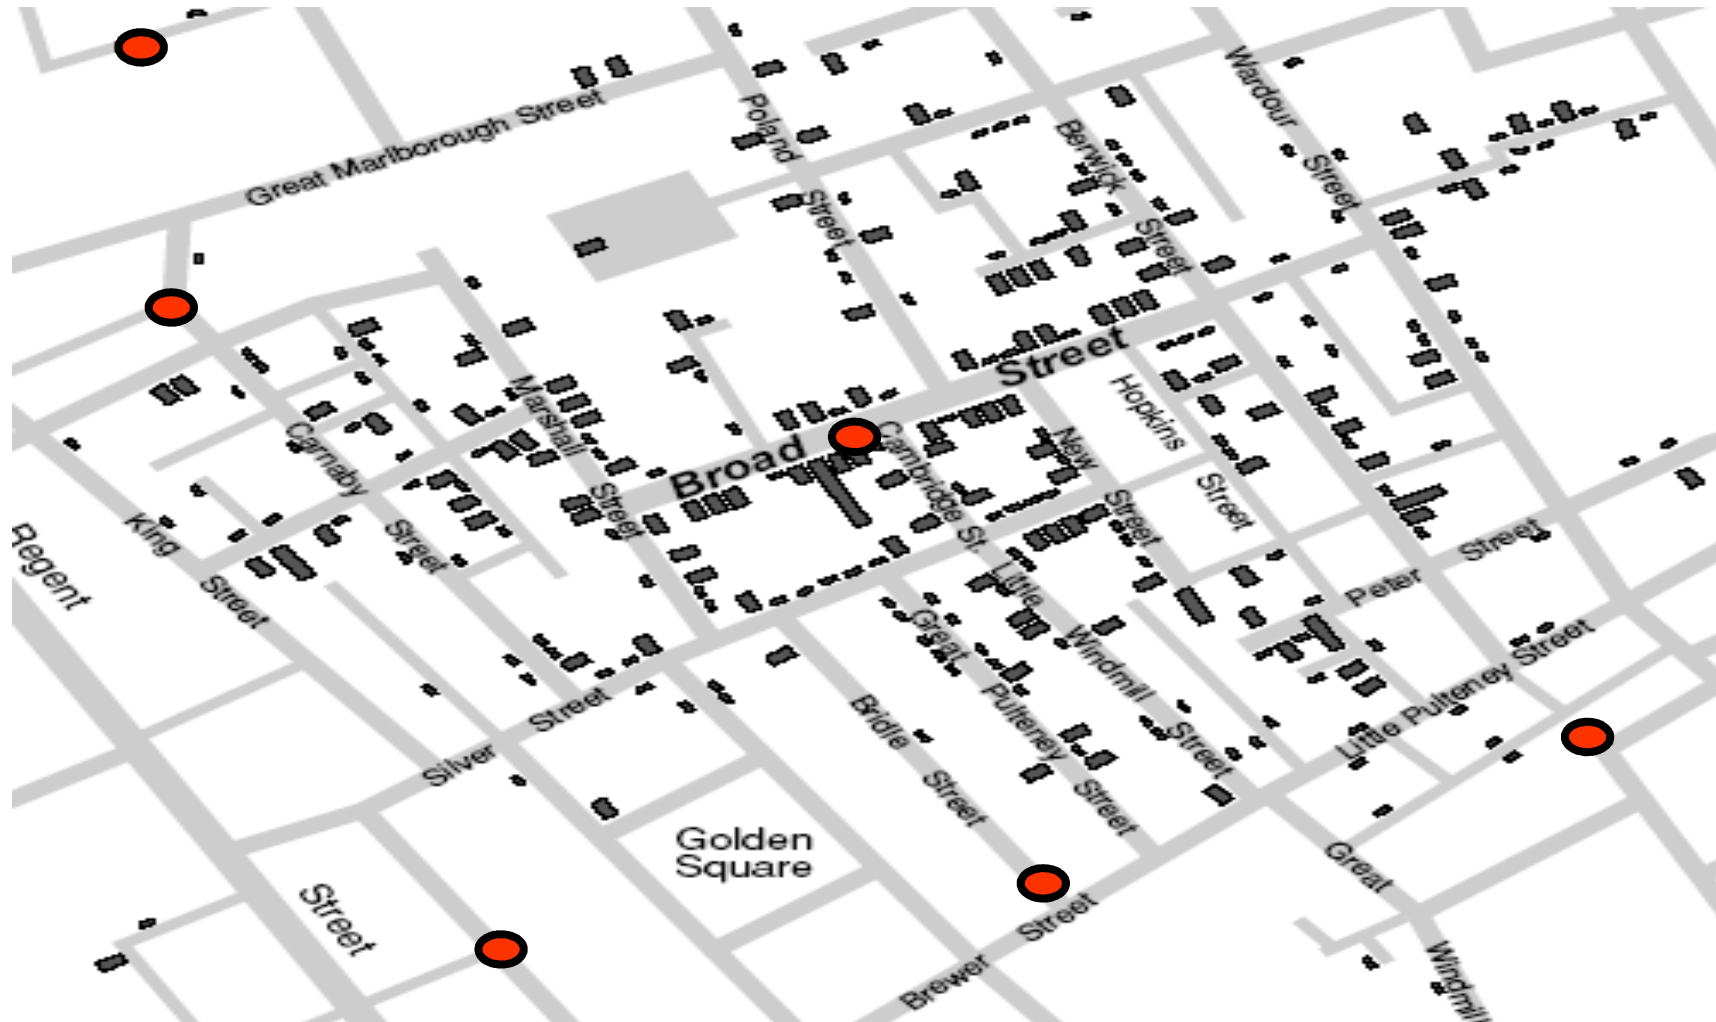 Great Marlborough Street
Poland
Street
Berwick
Street
Wardour
Street
Broad
Street
Marshall
Street
Carnaby
Street
King
Street
Regent
Street
Cambridge St.
New
Street
Hopkins
Street
Peter
Street
Little
Windmill
Street
Great
Pulteney
Street
Bridle
Street
Silver
Street
Little Pulteney Street
Golden
Square
Brewer
Street
Great
Windmill